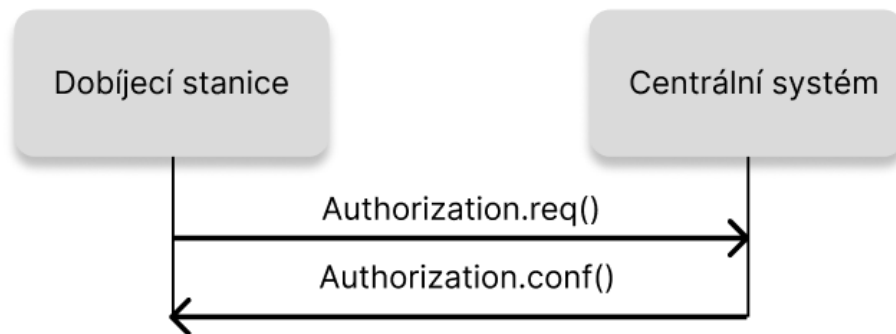 Dobíjecí stanice
Centrální systém
Authorization.req()
Authorization.conf()